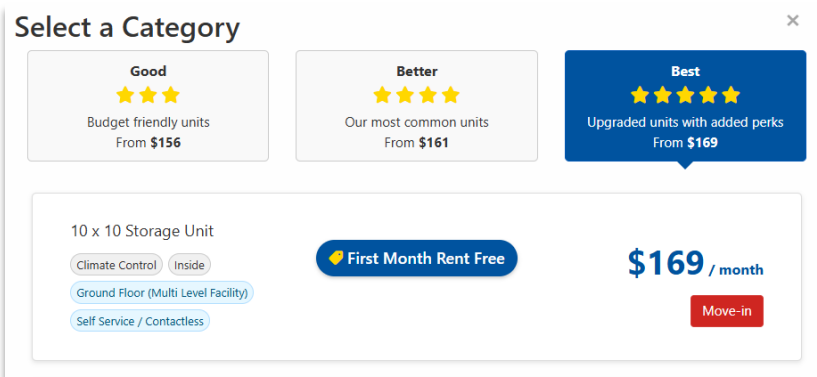 Select a Category
×
Good
Budget friendly units
From $156
Better
Our most common units
From $161
Best
Upgraded units with added perks
From $169
10 x 10 Storage Unit
Climate Control Inside
Ground Floor (Multi Level Facility)
Self Service / Contactless
First Month Rent Free
$169 / month
Move-in